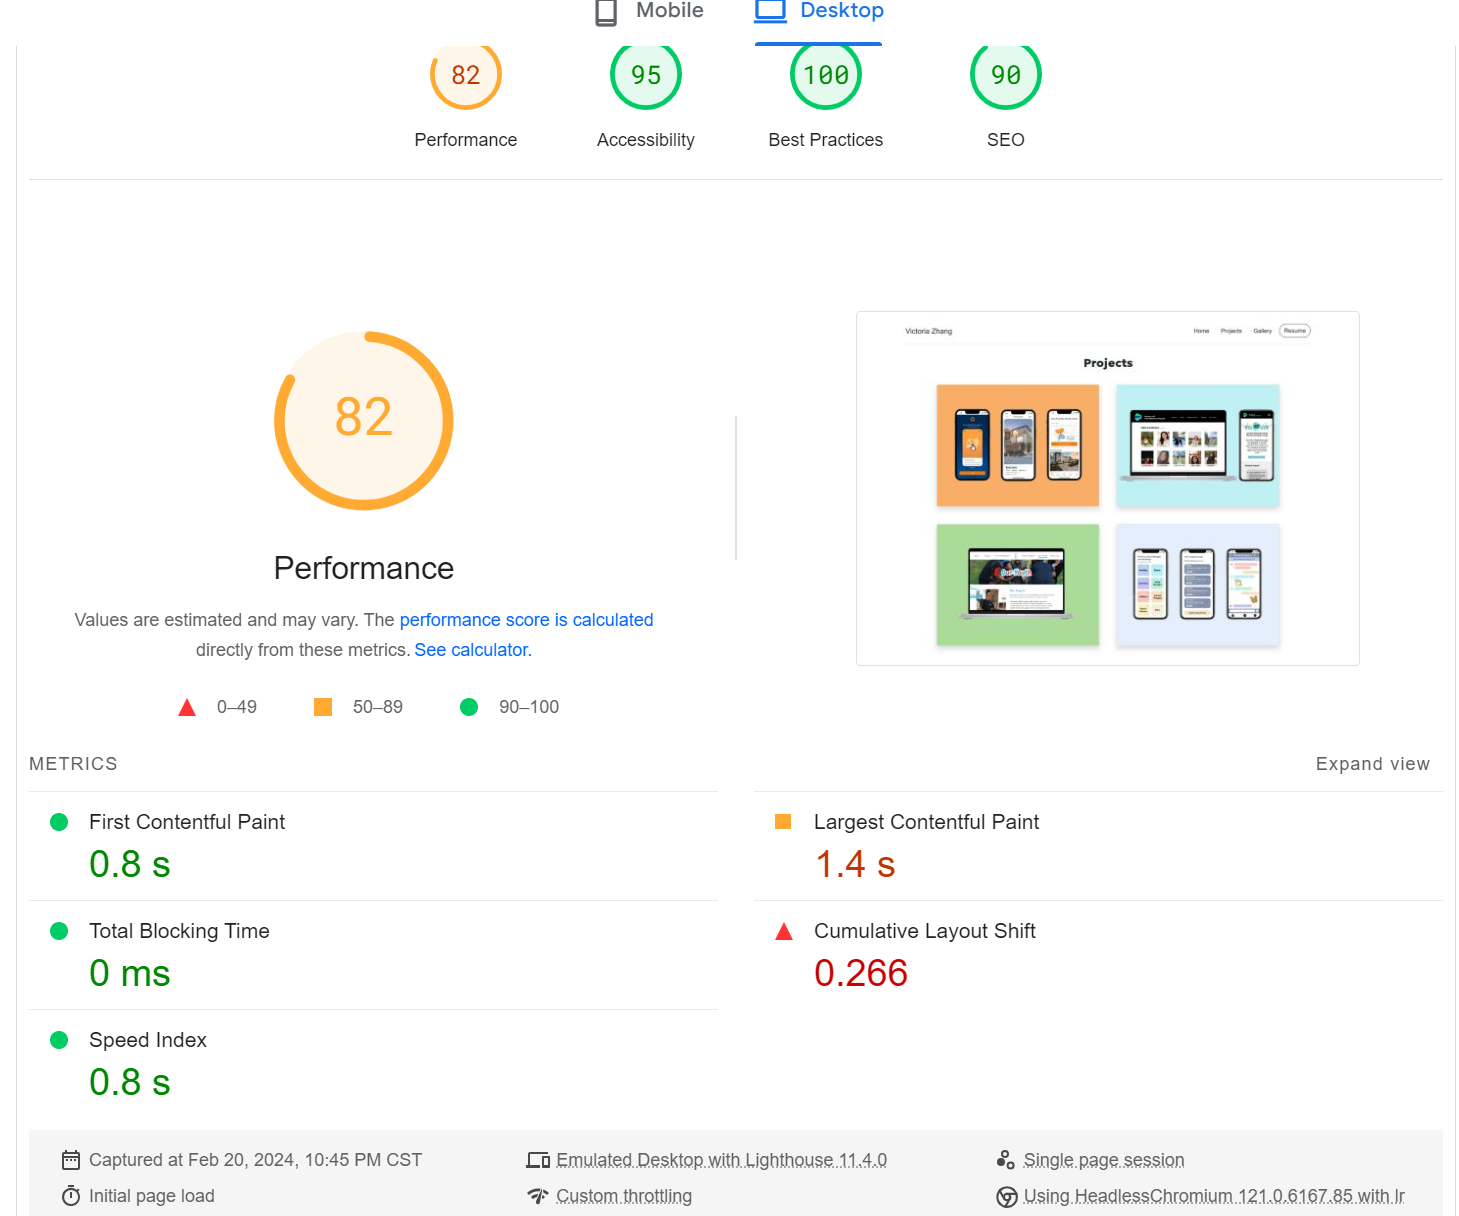 Mobile
Desktop
82
95
100
90
Performance
Accessibility
Best Practices
SEO
82
Performance
Values are estimated and may vary. The performance score is calculated
directly from these metrics. See calculator.
0–49
50–89
90–100
Victoria Zhang
Home
Projects
Gallery
Resume
Projects
METRICS
Expand view
First Contentful Paint
0.8 s
Largest Contentful Paint
1.4 s
Total Blocking Time
0 ms
Cumulative Layout Shift
0.266
Speed Index
0.8 s
Captured at Feb 20, 2024, 10:45 PM CST
Emulated Desktop with Lighthouse 11.4.0
Single page session
Initial page load
Custom throttling
Using HeadlessChromium 121.0.6167.85 with lr